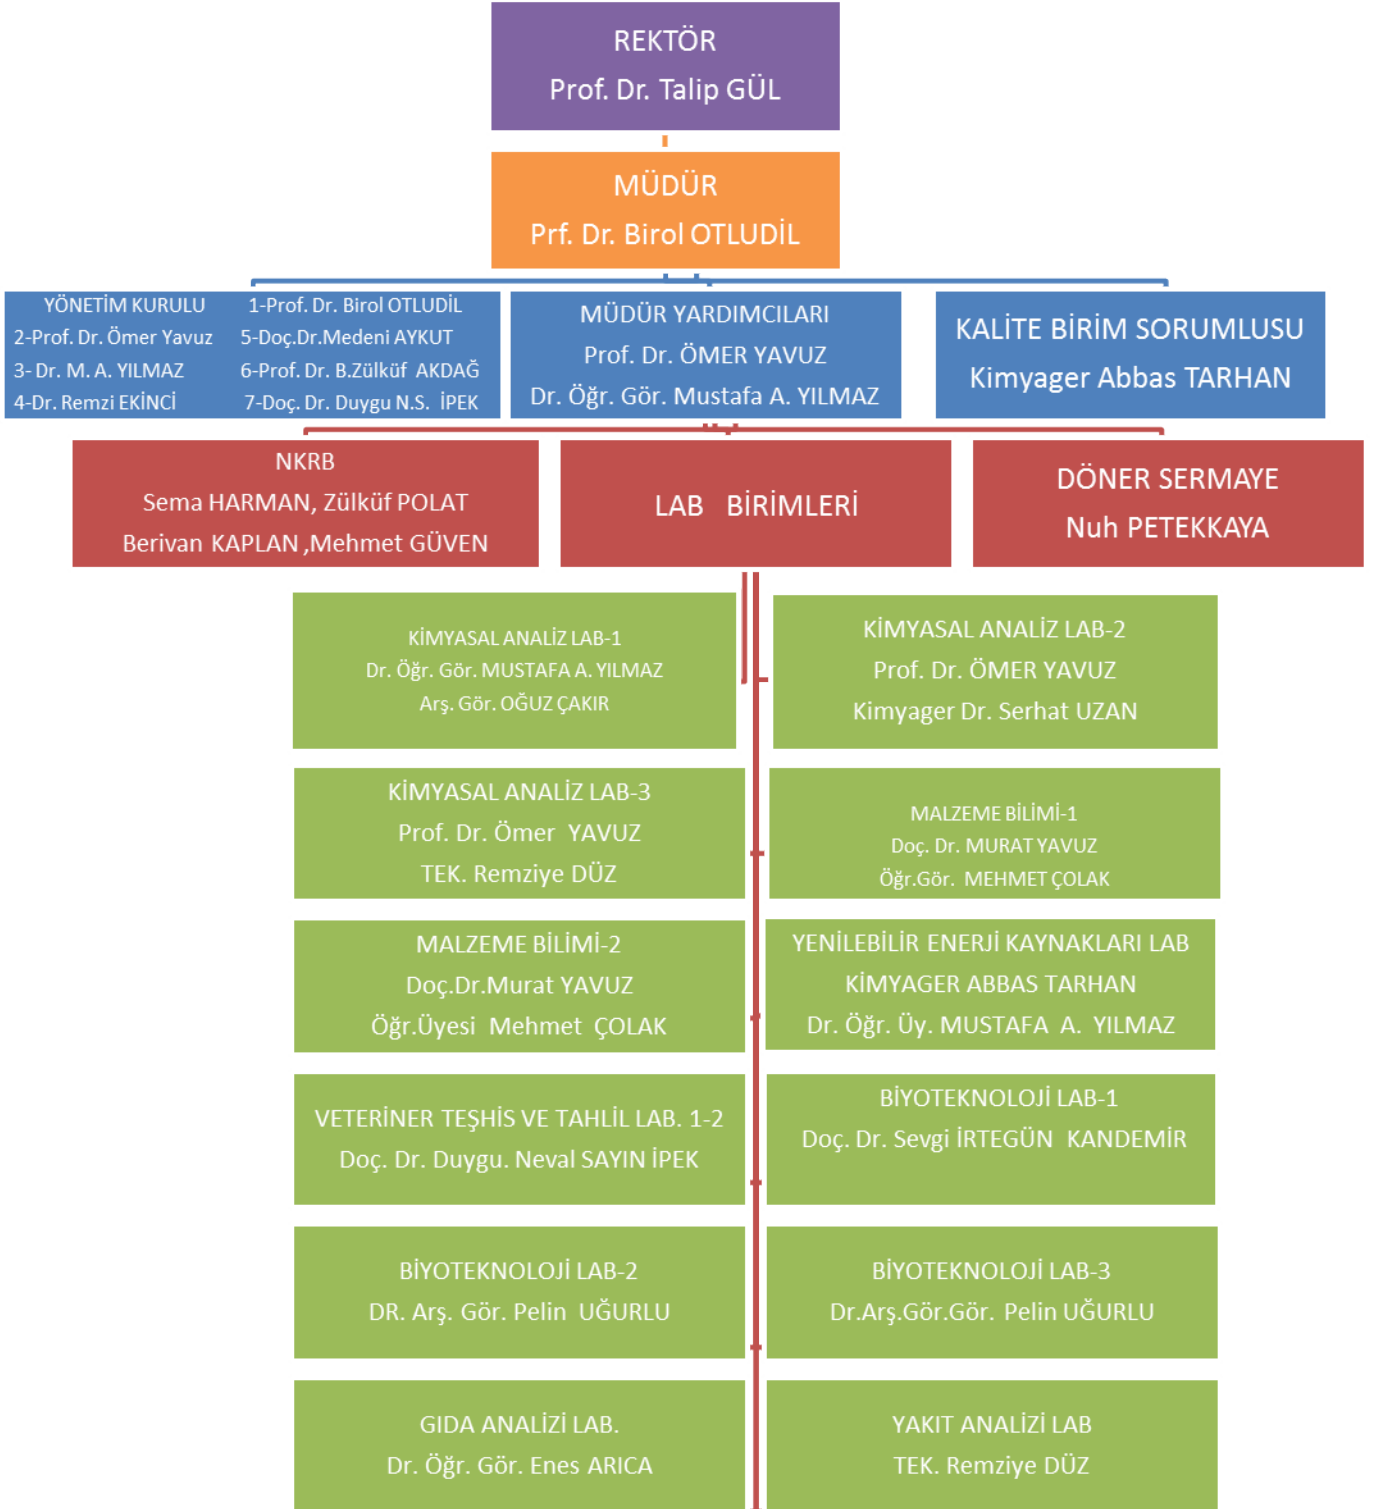 REKTÖR
Prof. Dr. Talip GÜL
MÜDÜR
Prf. Dr. Birol OTLUDİL
YÖNETİM KURULU 1-Prof. Dr. Birol OTLUDİL
2-Prof. Dr. Ömer Yavuz 5-Doç.Dr.Medeni AYKUT
3- Dr. M. A. YILMAZ 6-Prof. Dr. B.Zülküf AKDAĞ
4-Dr. Remzi EKİNCİ 7-Doç. Dr. Duygu N.S. İPEK
MÜDÜR YARDIMCILARI
Prof. Dr. ÖMER YAVUZ
Dr. Öğr. Gör. Mustafa A. YILMAZ
KALİTE BİRİM SORUMLUSU
Kimyager Abbas TARHAN
NKRB
Sema HARMAN, Zülküf POLAT
Berivan KAPLAN ,Mehmet GÜVEN
LAB BİRİMLERİ
DÖNER SERMAYE
Nuh PETEKKAYA
KİMYASAL ANALİZ LAB-1
Dr. Öğr. Gör. MUSTAFA A. YILMAZ
Arş. Gör. OĞUZ ÇAKIR
KİMYASAL ANALİZ LAB-2
Prof. Dr. ÖMER YAVUZ
Kimyager Dr. Serhat UZAN
KİMYASAL ANALİZ LAB-3
Prof. Dr. Ömer YAVUZ
TEK. Remziye DÜZ
MALZEME BİLİMİ-1
Doç. Dr. MURAT YAVUZ
Öğr.Gör. MEHMET ÇOLAK
MALZEME BİLİMİ-2
Doç.Dr.Murat YAVUZ
Öğr.Üyesi Mehmet ÇOLAK
YENİLEBİLİR ENERJİ KAYNAKLARI LAB
KİMYAGER ABBAS TARHAN
Dr. Öğr. Üy. MUSTAFA A. YILMAZ
VETERİNER TEŞHİS VE TAHLİL LAB. 1-2
Doç. Dr. Duygu. Neval SAYIN İPEK
BİYOTEKNOLOJİ LAB-1
Doç. Dr. Sevgi İRTEGÜN KANDEMİR
BİYOTEKNOLOJİ LAB-2
DR. Arş. Gör. Pelin UĞURLU
BİYOTEKNOLOJİ LAB-3
Dr.Arş.Gör.Gör. Pelin UĞURLU
GIDA ANALİZİ LAB.
Dr. Öğr. Gör. Enes ARICA
YAKIT ANALİZİ LAB
TEK. Remziye DÜZ